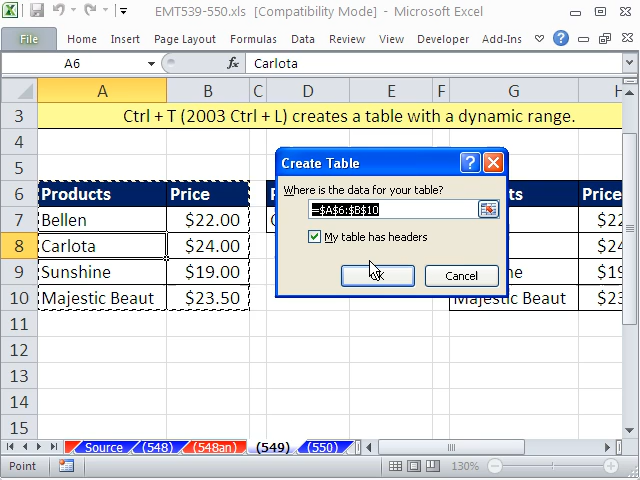 EMT539-550.xls [Compatibility Mode] - Microsoft Excel
File Home Insert Page Layout Formulas Data Review View Developer Add-Ins
A6 fx Carlota
A B C D E F G H
3 Ctrl + T (2003 Ctrl + L) creates a table with a dynamic range.
4
5
Create Table
Where is the data for your table?
=$A$6:$B$10
My table has headers
OK Cancel
6 Products Price ts Price
7 Bellen $22.00 $22
8 Carlota $24.00 $24
9 Sunshine $19.00 ne $19
10 Majestic Beaut $23.50 Majestic Beaut $23
11
12
13
14
15
Source (548) (548an) (549) (550)
Point 130%